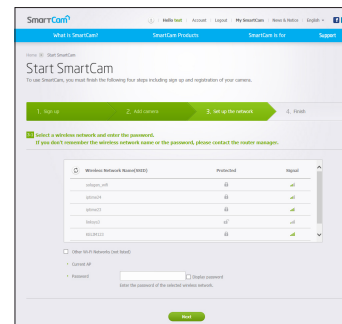 SmartCam
Hello test | Account | Logout | My SmartCam | News & Notice | English
What is SmartCam? SmartCam Products SmartCam is for Support
Home Start SmartCam
Start SmartCam
To use SmartCam, you must finish the following four steps including sign up and registration of your camera.
1. Sign up 2. Add camera 3. Set up the network 4. Finish
Select a wireless network and enter the password.
If you don't remember the wireless network name or the password, please contact the router manager.
Wireless Network Name(SSID) Protected Signal
Other Wi-Fi Networks (not listed)
Current AP
Password Display password
Enter the password of the selected wireless network.
Next